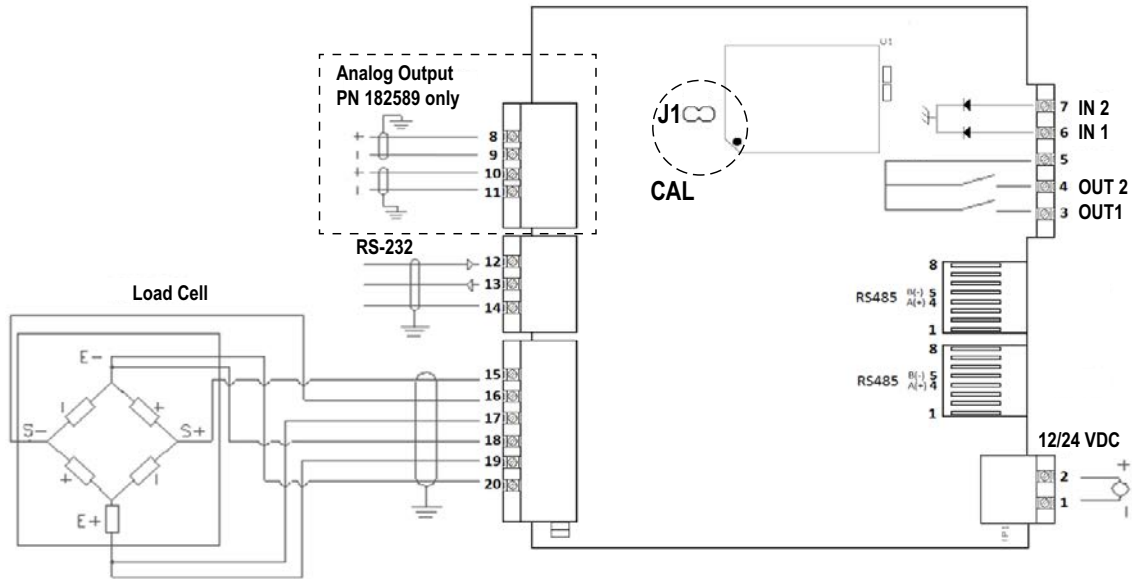 Analog Output
PN 182589 only
+
−
+
−
8
9
10
11
RS-232
12
13
14
Load Cell
E−
S−
S+
E+
−
+
+
−
15
16
17
18
19
20
U1
J1
CAL
7 IN 2
6 IN 1
5
4 OUT 2
3 OUT1
8
RS485 B(-) 5
A(+) 4
1
8
RS485 B(-) 5
A(+) 4
1
12/24 VDC
2 +
1 −